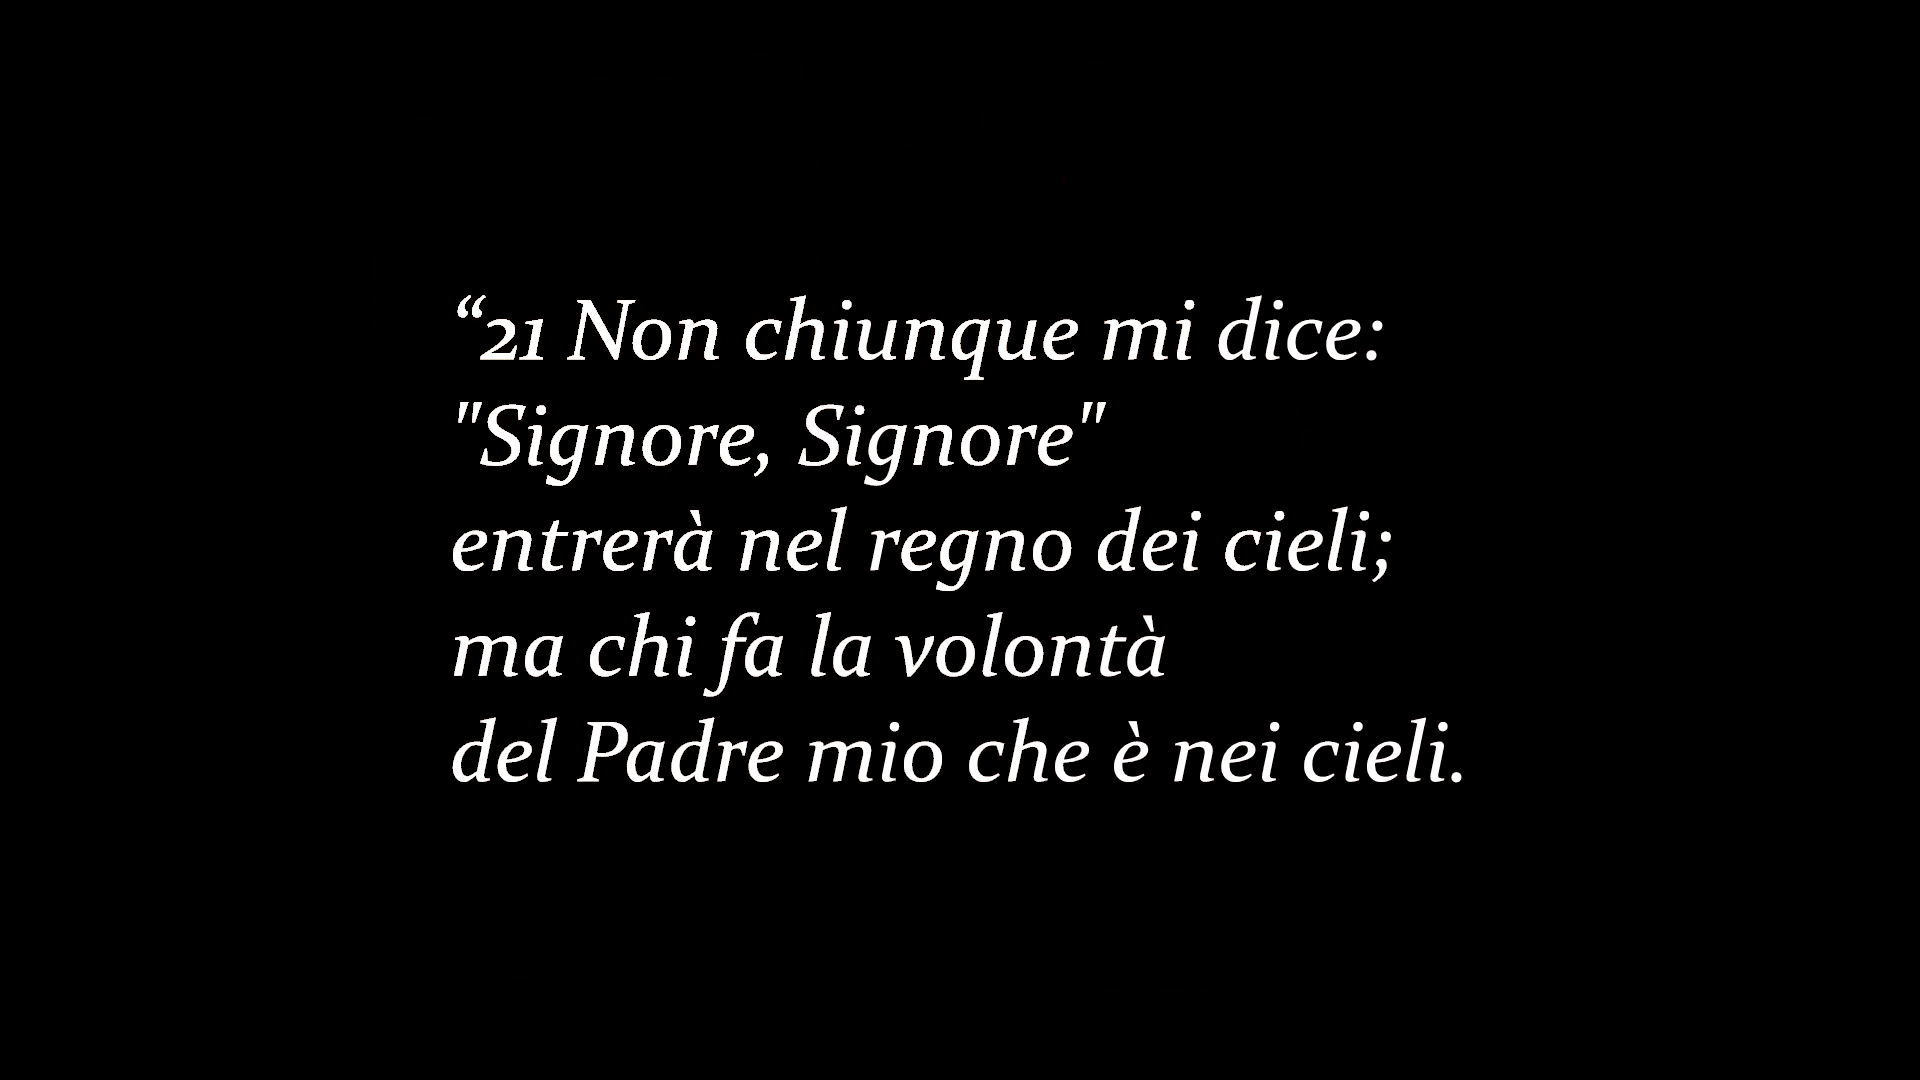 “21 Non chiunque mi dice:
"Signore, Signore"
entrerà nel regno dei cieli;
ma chi fa la volontà
del Padre mio che è nei cieli.